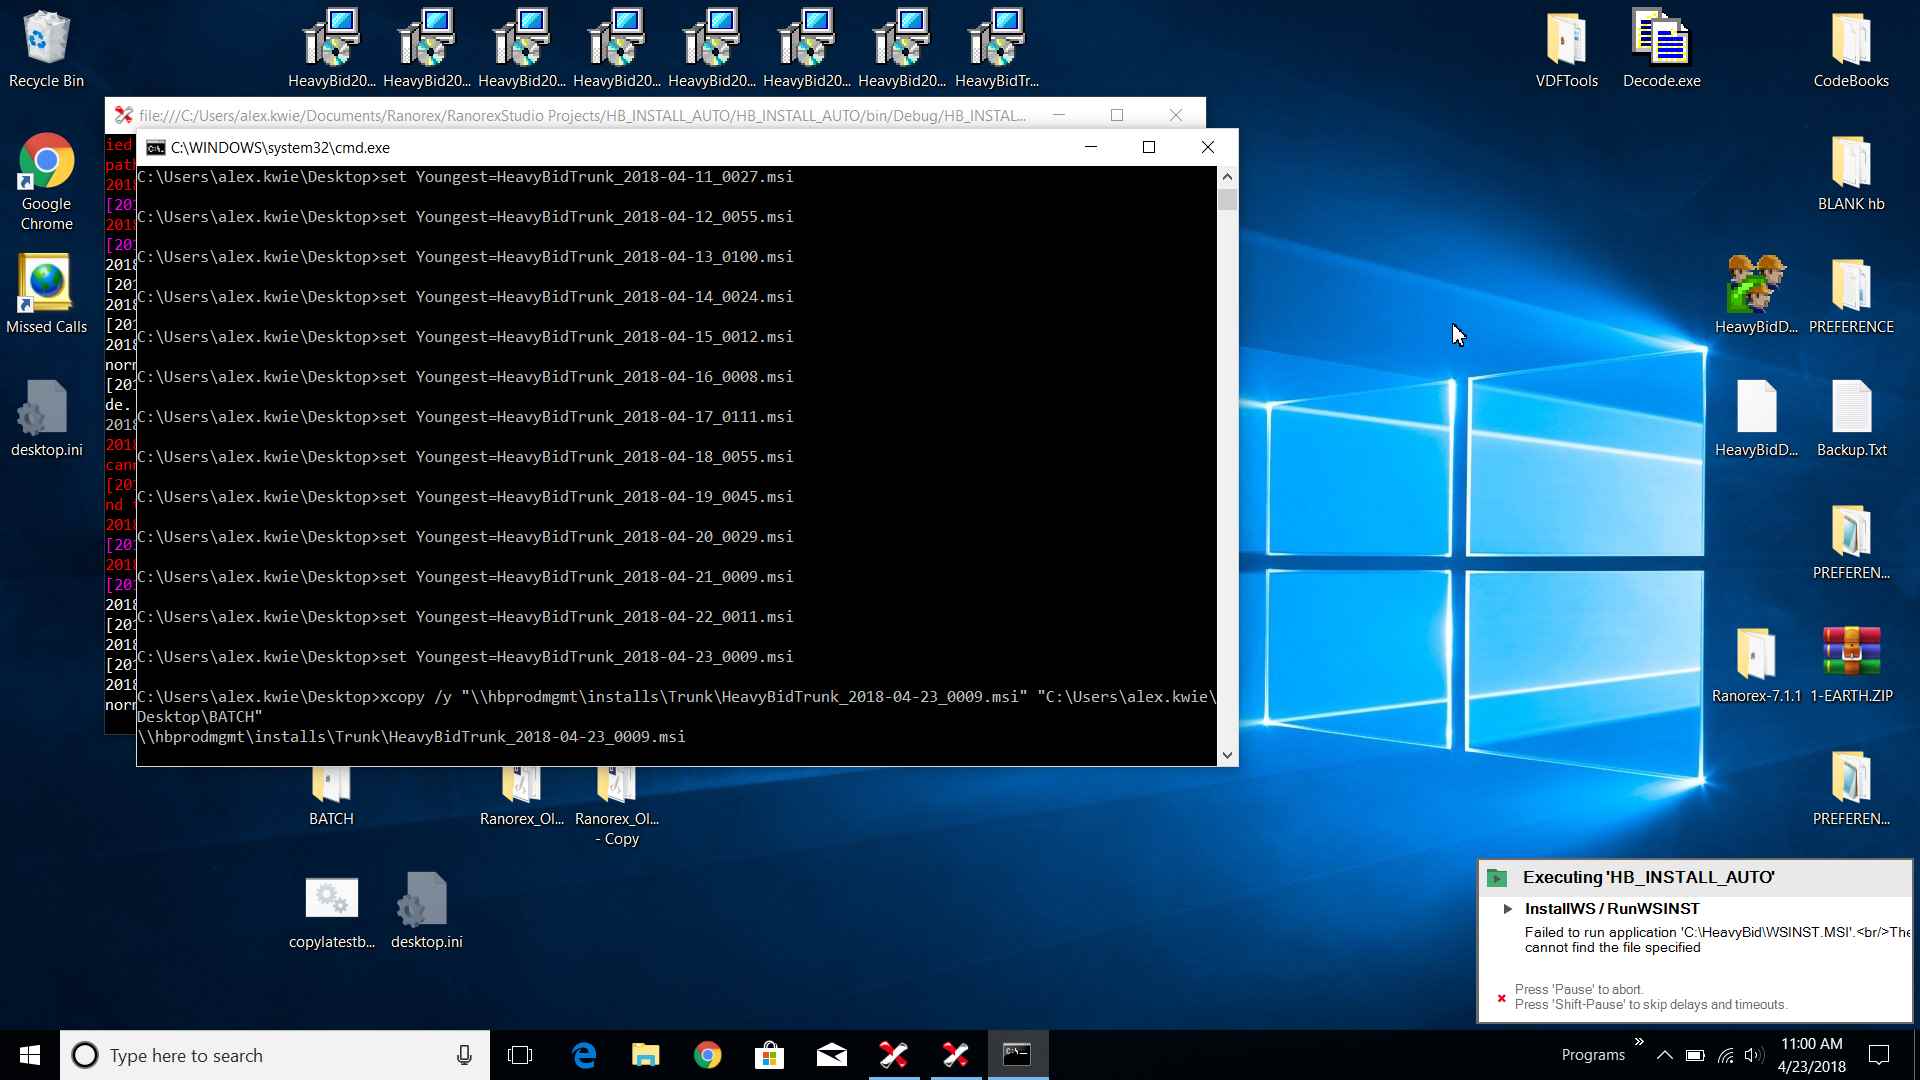 Recycle Bin
HeavyBid20...
HeavyBid20...
HeavyBid20...
HeavyBid20...
HeavyBid20...
HeavyBid20...
HeavyBid20...
HeavyBidTr...
VDFTools
Decode.exe
CodeBooks
file:///C:/Users/alex.kwie/Documents/Ranorex/RanorexStudio Projects/HB_INSTALL_AUTO/HB_INSTALL_AUTO/bin/Debug/HB_INSTAL...
C:\WINDOWS\system32\cmd.exe
C:\Users\alex.kwie\Desktop>set Youngest=HeavyBidTrunk_2018-04-11_0027.msi
C:\Users\alex.kwie\Desktop>set Youngest=HeavyBidTrunk_2018-04-12_0055.msi
C:\Users\alex.kwie\Desktop>set Youngest=HeavyBidTrunk_2018-04-13_0100.msi
C:\Users\alex.kwie\Desktop>set Youngest=HeavyBidTrunk_2018-04-14_0024.msi
C:\Users\alex.kwie\Desktop>set Youngest=HeavyBidTrunk_2018-04-15_0012.msi
C:\Users\alex.kwie\Desktop>set Youngest=HeavyBidTrunk_2018-04-16_0008.msi
C:\Users\alex.kwie\Desktop>set Youngest=HeavyBidTrunk_2018-04-17_0111.msi
C:\Users\alex.kwie\Desktop>set Youngest=HeavyBidTrunk_2018-04-18_0055.msi
C:\Users\alex.kwie\Desktop>set Youngest=HeavyBidTrunk_2018-04-19_0045.msi
C:\Users\alex.kwie\Desktop>set Youngest=HeavyBidTrunk_2018-04-20_0029.msi
C:\Users\alex.kwie\Desktop>set Youngest=HeavyBidTrunk_2018-04-21_0009.msi
C:\Users\alex.kwie\Desktop>set Youngest=HeavyBidTrunk_2018-04-22_0011.msi
C:\Users\alex.kwie\Desktop>set Youngest=HeavyBidTrunk_2018-04-23_0009.msi
C:\Users\alex.kwie\Desktop>xcopy /y "\\hbprodmgmt\installs\Trunk\HeavyBidTrunk_2018-04-23_0009.msi" "C:\Users\alex.kwie\
Desktop\BATCH"
\\hbprodmgmt\installs\Trunk\HeavyBidTrunk_2018-04-23_0009.msi
ied
path
2018
[201
2018
[201
2018
[201
2018
[201
2018
norm
[201
de.
2018
2018
cann
[201
nd t
2018
[201
2018
[201
2018
[201
2018
[201
2018
norm
Google
Chrome
Missed Calls
desktop.ini
BLANK hb
HeavyBidD...
PREFERENCE
HeavyBidD...
Backup.Txt
PREFEREN...
Ranorex-7.1.1
1-EARTH.ZIP
PREFEREN...
BATCH
Ranorex_Ol...
Ranorex_Ol...
- Copy
copylatestb...
desktop.ini
Executing 'HB_INSTALL_AUTO'
InstallWS / RunWSINST
Failed to run application 'C:\HeavyBid\WSINST.MSI'.<br/>The
cannot find the file specified
Press 'Pause' to abort.
Press 'Shift-Pause' to skip delays and timeouts.
Type here to search
Programs
»
11:00 AM
4/23/2018